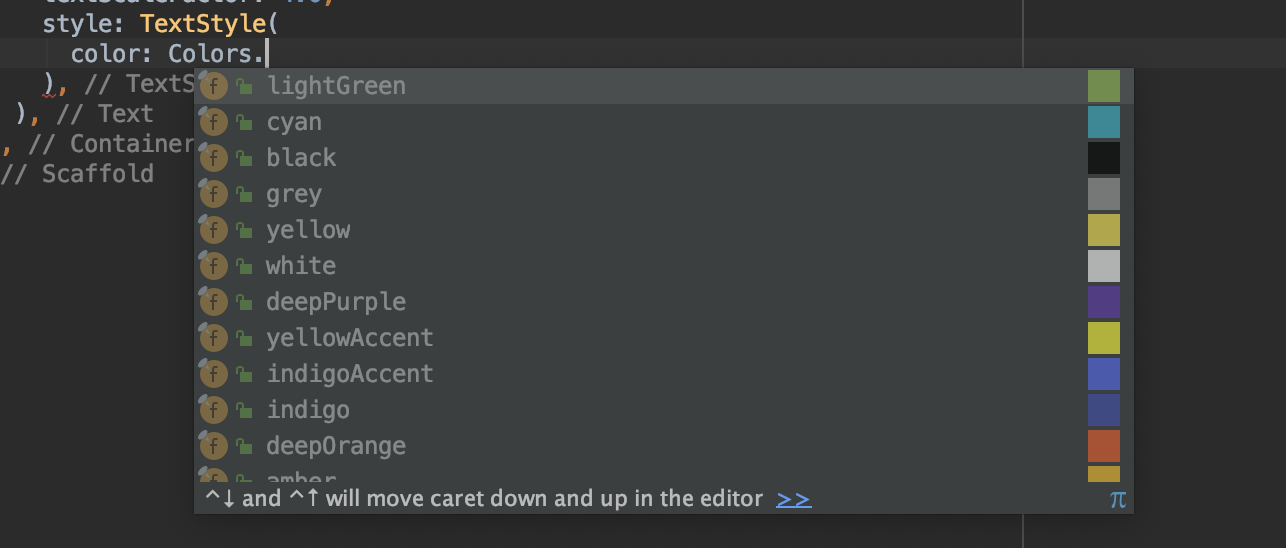 style: TextStyle(
color: Colors.
), // TextS
), // Text
, // Container
// Scaffold
f lightGreen
f cyan
f black
f grey
f yellow
f white
f deepPurple
f yellowAccent
f indigoAccent
f indigo
f deepOrange
f amber
^↓ and ^↑ will move caret down and up in the editor >> π